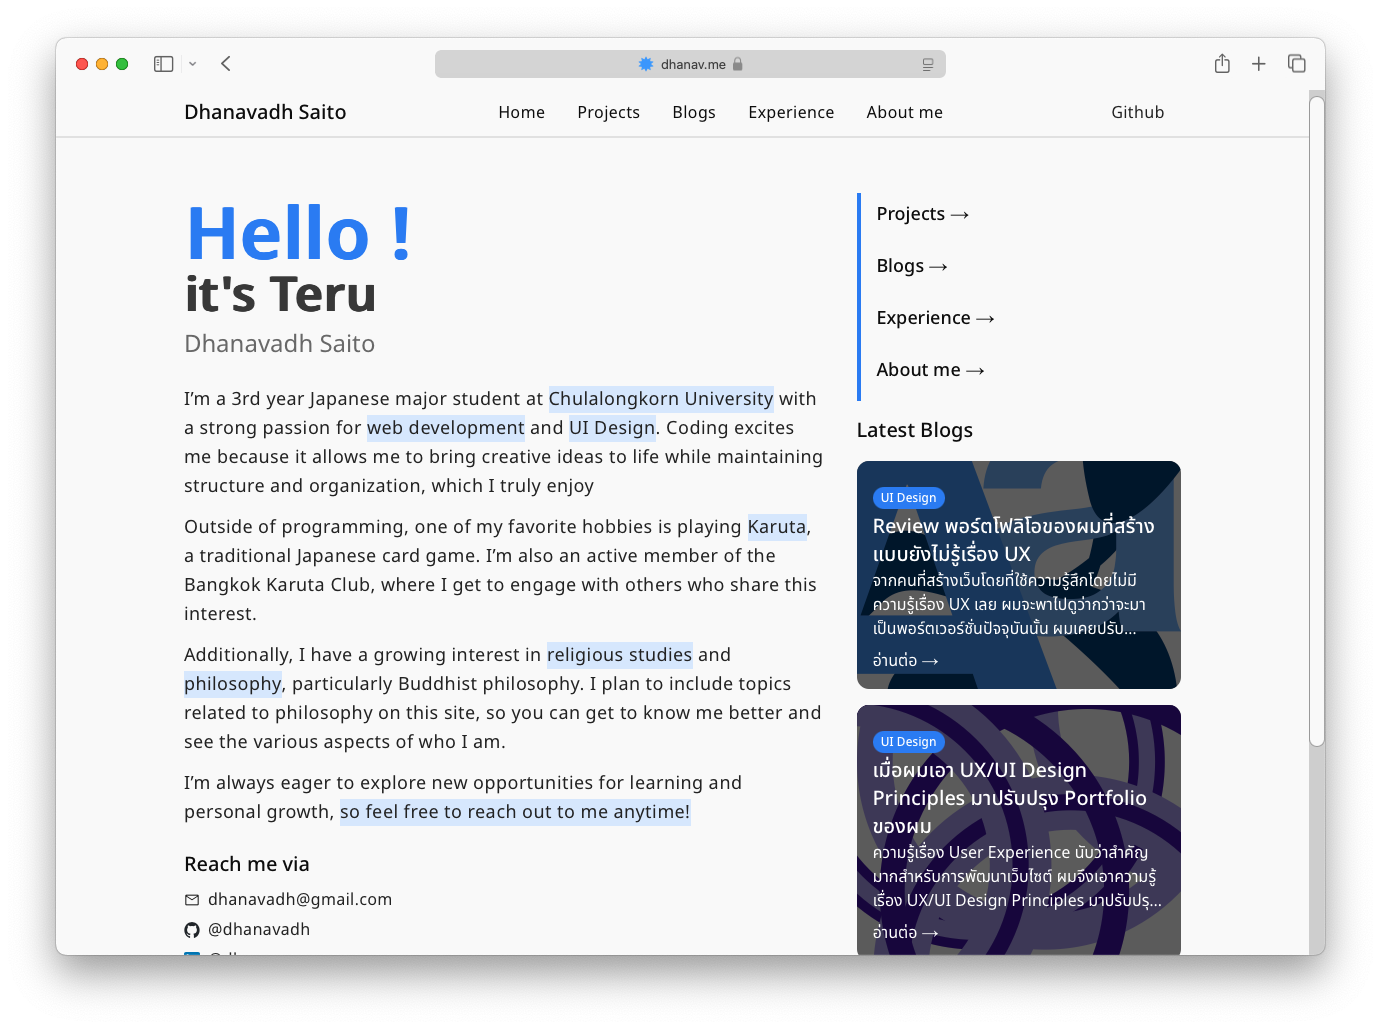 dhanav.me
Dhanavadh Saito
Home Projects Blogs Experience About me
Github
Hello !
it's Teru
Dhanavadh Saito
I'm a 3rd year Japanese major student at Chulalongkorn University with
a strong passion for web development and UI Design. Coding excites
me because it allows me to bring creative ideas to life while maintaining
structure and organization, which I truly enjoy
Outside of programming, one of my favorite hobbies is playing Karuta,
a traditional Japanese card game. I'm also an active member of the
Bangkok Karuta Club, where I get to engage with others who share this
interest.
Additionally, I have a growing interest in religious studies and
philosophy, particularly Buddhist philosophy. I plan to include topics
related to philosophy on this site, so you can get to know me better and
see the various aspects of who I am.
I'm always eager to explore new opportunities for learning and
personal growth, so feel free to reach out to me anytime!
Reach me via
dhanavadh@gmail.com
@dhanavadh
Projects →
Blogs →
Experience →
About me →
Latest Blogs
UI Design
Review พอร์ตโฟลิโอของผมที่สร้าง
แบบยังไม่รู้เรื่อง UX
จากคนที่สร้างเว็บโดยที่ใช้ความรู้สึกโดยไม่มี
ความรู้เรื่อง UX เลย ผมจะพาไปดูว่ากว่าจะมา
เป็นพอร์ตเวอร์ชั่นปัจจุบันนั้น ผมเคยปรับ...
อ่านต่อ →
UI Design
เมื่อผมเอา UX/UI Design
Principles มาปรับปรุง Portfolio
ของผม
ความรู้เรื่อง User Experience นับว่าสำคัญ
มากสำหรับการพัฒนาเว็บไซต์ ผมจึงเอาความรู้
เรื่อง UX/UI Design Principles มาปรับปรุ...
อ่านต่อ →